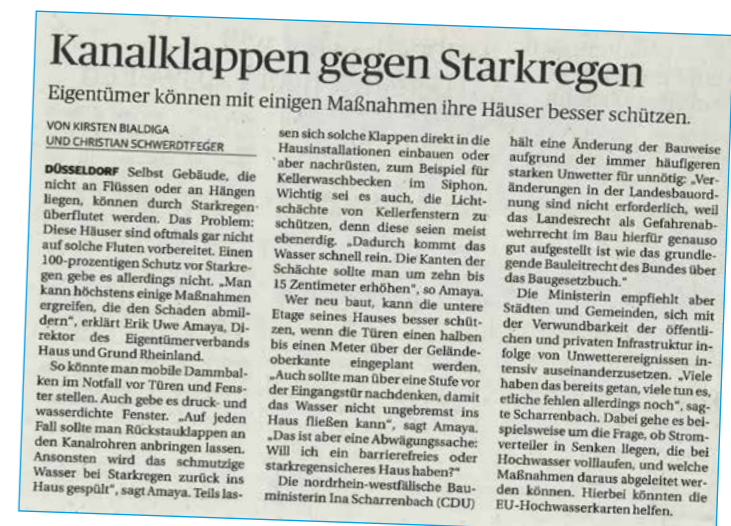 Kanalklappen gegen Starkregen
Eigentümer können mit einigen Maßnahmen ihre Häuser besser schützen.
VON KIRSTEN BIALDIGA
UND CHRISTIAN SCHWERDTFEGER
DÜSSELDORF Selbst Gebäude, die
nicht an Flüssen oder an Hängen
liegen, können durch Starkregen
überflutet werden. Das Problem:
Diese Häuser sind oftmals gar nicht
auf solche Fluten vorbereitet. Einen
100-prozentigen Schutz vor Starkre-
gen gebe es allerdings nicht. „Man
kann höchstens einige Maßnahmen
ergreifen, die den Schaden abmil-
dern“, erklärt Erik Uwe Amaya, Di-
rektor des Eigentümerverbands
Haus und Grund Rheinland.
So könnte man mobile Dammbal-
ken im Notfall vor Türen und Fens-
ter stellen. Auch gebe es druck- und
wasserdichte Fenster. „Auf jeden
Fall sollte man Rückstauklappen an
den Kanalrohren anbringen lassen.
Ansonsten wird das schmutzige
Wasser bei Starkregen zurück ins
Haus gespült“, sagt Amaya. Teils las-
sen sich solche Klappen direkt in die
Hausinstallationen einbauen oder
aber nachrüsten, zum Beispiel für
Kellerwaschbecken im Siphon.
Wichtig sei es auch, die Licht-
schächte von Kellerfenstern zu
schützen, denn diese seien meist
ebenerdig. „Dadurch kommt das
Wasser schnell rein. Die Kanten der
Schächte sollte man um zehn bis
15 Zentimeter erhöhen“, so Amaya.
Wer neu baut, kann die untere
Etage seines Hauses besser schüt-
zen, wenn die Türen einen halben
bis einen Meter über der Gelände-
oberkante eingeplant werden.
„Auch sollte man über eine Stufe vor
der Eingangstür nachdenken, damit
das Wasser nicht ungebremst ins
Haus fließen kann“, sagt Amaya.
„Das ist aber eine Abwägungssache:
Will ich ein barrierefreies oder
starkregensicheres Haus haben?“
Die nordrhein-westfälische Bau-
ministerin Ina Scharrenbach (CDU)
hält eine Änderung der Bauweise
aufgrund der immer häufigeren
starken Unwetter für unnötig: „Ver-
änderungen in der Landesbauord-
nung sind nicht erforderlich, weil
das Landesrecht als Gefahrenab-
wehrrecht im Bau hierfür genauso
gut aufgestellt ist wie das grundle-
gende Bauleitrecht des Bundes über
das Baugesetzbuch.“
Die Ministerin empfiehlt aber
Städten und Gemeinden, sich mit
der Verwundbarkeit der öffentli-
chen und privaten Infrastruktur in-
folge von Unwetterereignissen in-
tensiv auseinanderzusetzen. „Viele
haben das bereits getan, viele tun es,
etliche fehlen allerdings noch“, sag-
te Scharrenbach. Dabei gehe es bei-
spielsweise um die Frage, ob Strom-
verteiler in Senken liegen, die bei
Hochwasser volllaufen, und welche
Maßnahmen daraus abgeleitet wer-
den können. Hierbei könnten die
EU-Hochwasserkarten helfen.